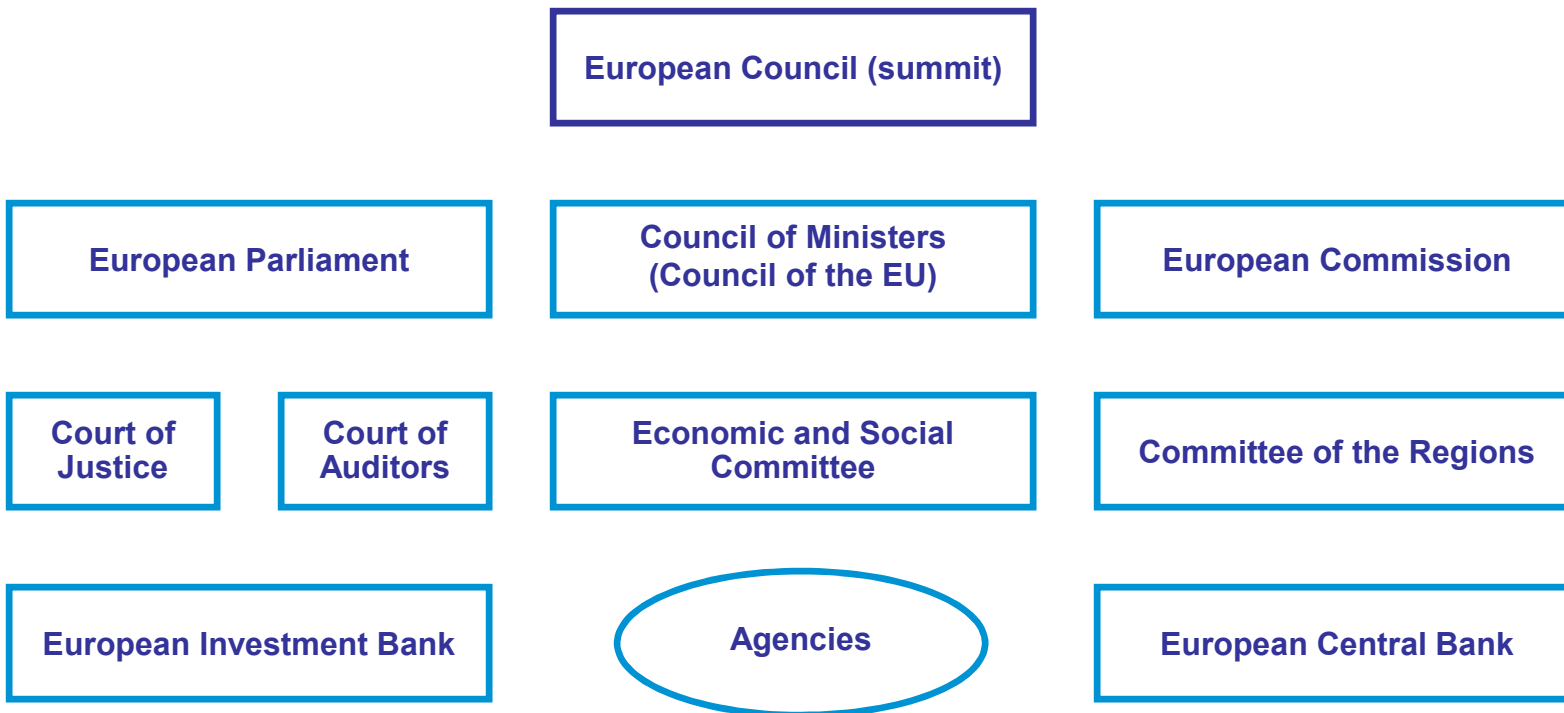 European Council (summit)
European Parliament
Council of Ministers
(Council of the EU)
European Commission
Court of
Justice
Court of
Auditors
Economic and Social
Committee
Committee of the Regions
European Investment Bank
Agencies
European Central Bank